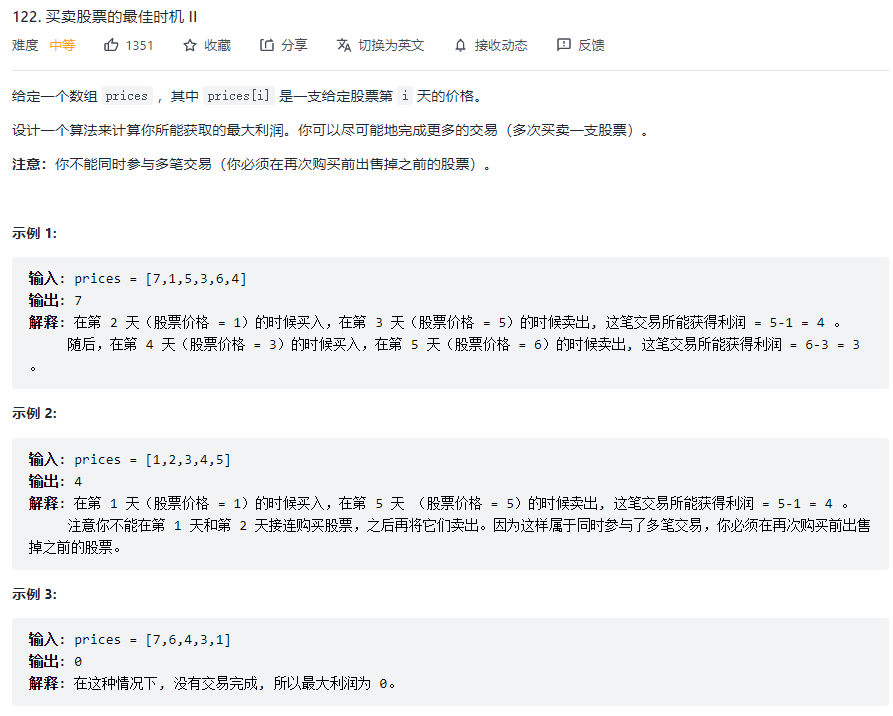 122. 买卖股票的最佳时机 II
难度 中等 1351 收藏 分享 切换为英文 接收动态 反馈
给定一个数组 prices ，其中 prices[i] 是一支给定股票第 i 天的价格。
设计一个算法来计算你所能获取的最大利润。你可以尽可能地完成更多的交易（多次买卖一支股票）。
注意：你不能同时参与多笔交易（你必须在再次购买前出售掉之前的股票）。
示例 1:
输入: prices = [7,1,5,3,6,4]
输出: 7
解释: 在第 2 天（股票价格 = 1）的时候买入，在第 3 天（股票价格 = 5）的时候卖出, 这笔交易所能获得利润 = 5-1 = 4 。
随后，在第 4 天（股票价格 = 3）的时候买入，在第 5 天（股票价格 = 6）的时候卖出, 这笔交易所能获得利润 = 6-3 = 3
。
示例 2:
输入: prices = [1,2,3,4,5]
输出: 4
解释: 在第 1 天（股票价格 = 1）的时候买入，在第 5 天 （股票价格 = 5）的时候卖出, 这笔交易所能获得利润 = 5-1 = 4 。
注意你不能在第 1 天和第 2 天接连购买股票，之后再将它们卖出。因为这样属于同时参与了多笔交易，你必须在再次购买前出售
掉之前的股票。
示例 3:
输入: prices = [7,6,4,3,1]
输出: 0
解释: 在这种情况下, 没有交易完成, 所以最大利润为 0。